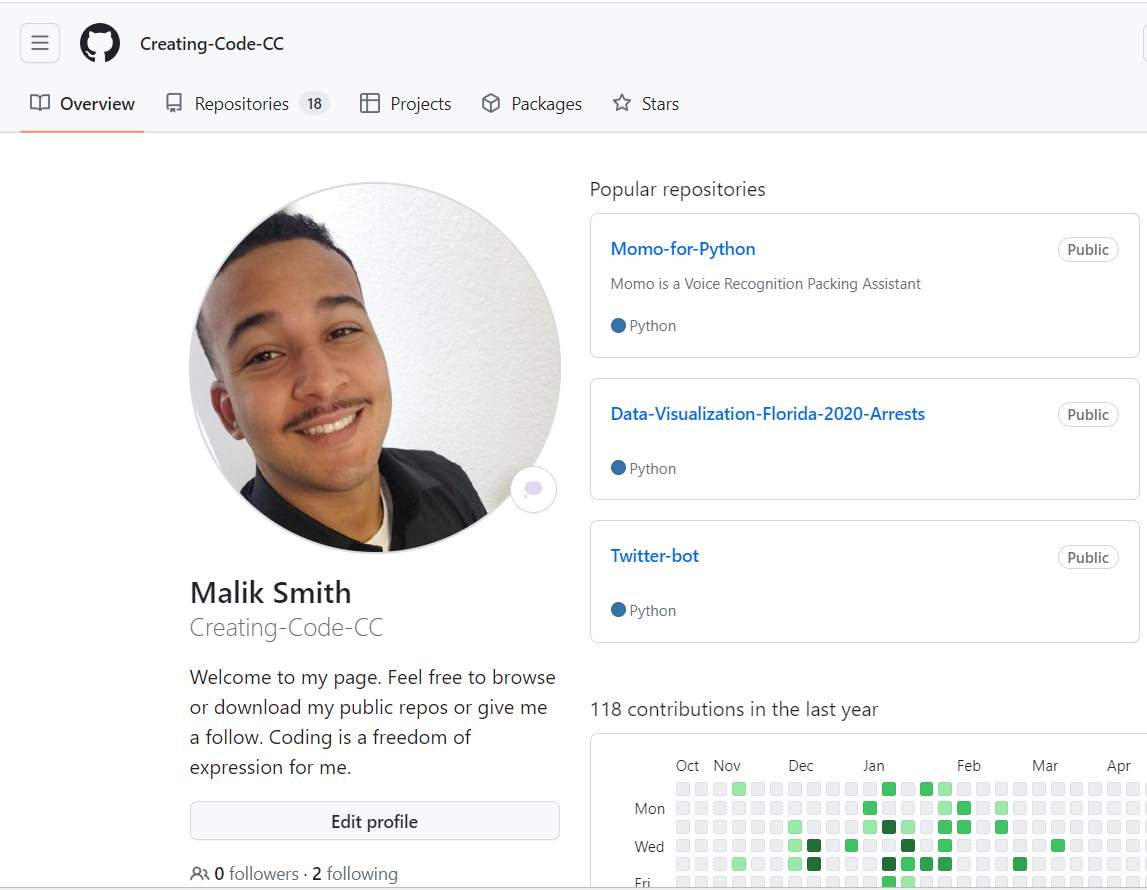 Creating-Code-CC
Overview
Repositories 18
Projects
Packages
Stars
Malik Smith
Creating-Code-CC
Welcome to my page. Feel free to browse
or download my public repos or give me
a follow. Coding is a freedom of
expression for me.
Edit profile
0 followers · 2 following
Popular repositories
Momo-for-Python
Public
Momo is a Voice Recognition Packing Assistant
Python
Data-Visualization-Florida-2020-Arrests
Public
Python
Twitter-bot
Public
Python
118 contributions in the last year
Oct Nov Dec Jan Feb Mar Apr
Mon
Wed
Fri